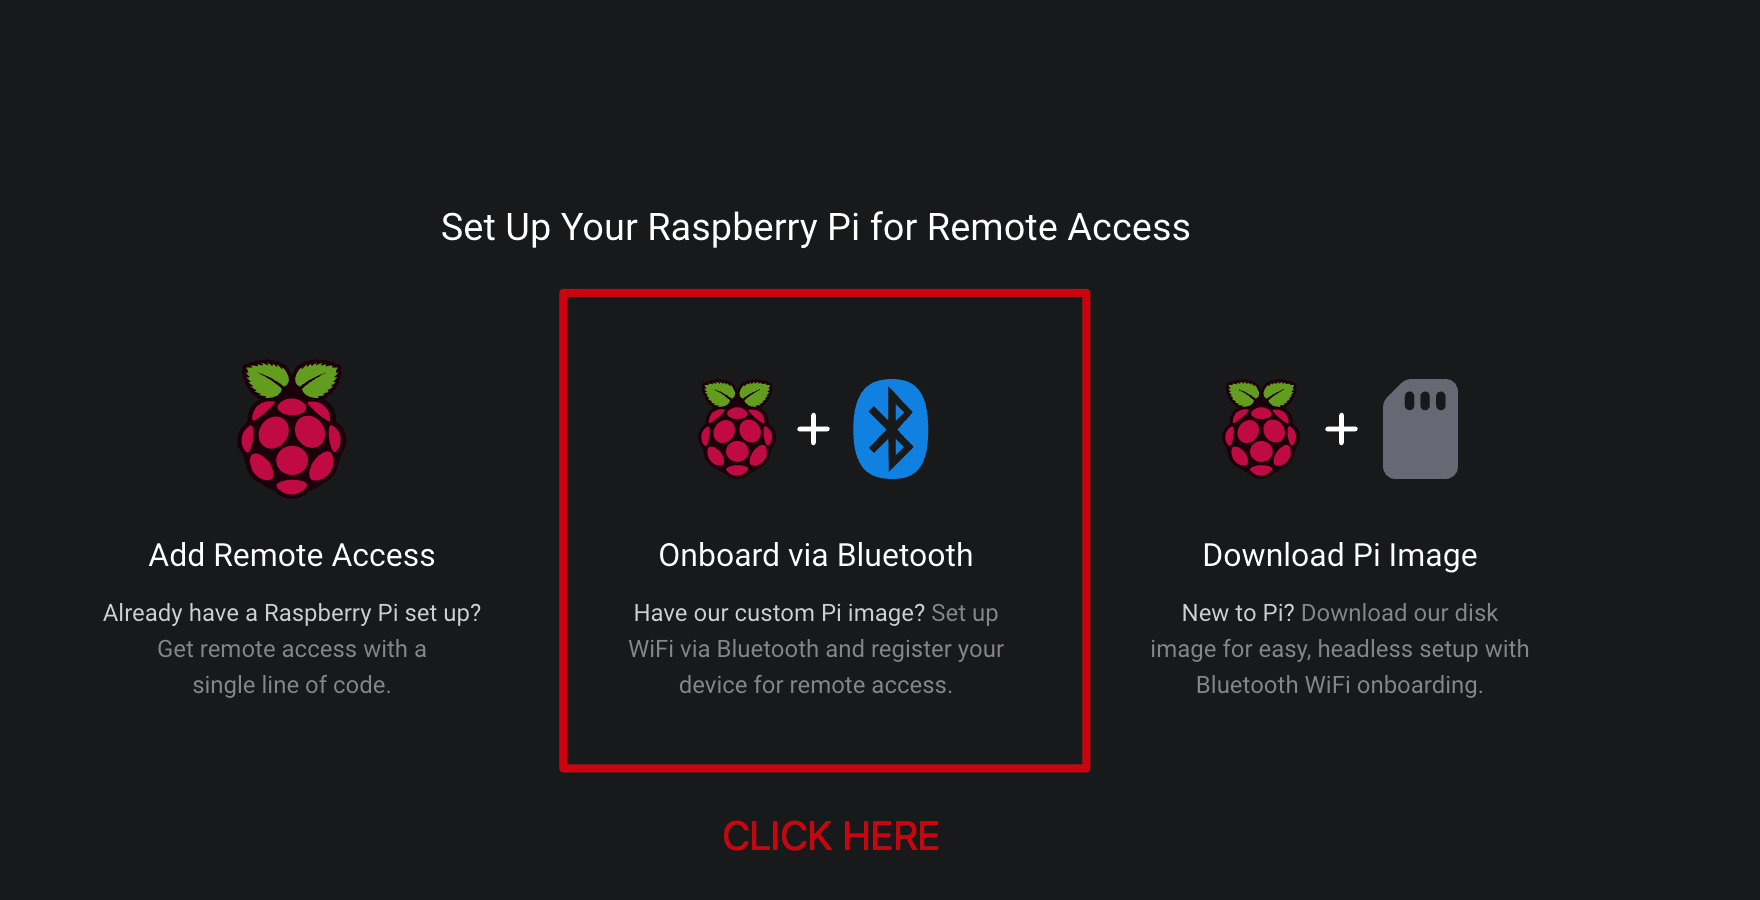 Set Up Your Raspberry Pi for Remote Access
Add Remote Access
Already have a Raspberry Pi set up?
Get remote access with a
single line of code.
Onboard via Bluetooth
Have our custom Pi image? Set up
WiFi via Bluetooth and register your
device for remote access.
Download Pi Image
New to Pi? Download our disk
image for easy, headless setup with
Bluetooth WiFi onboarding.
CLICK HERE